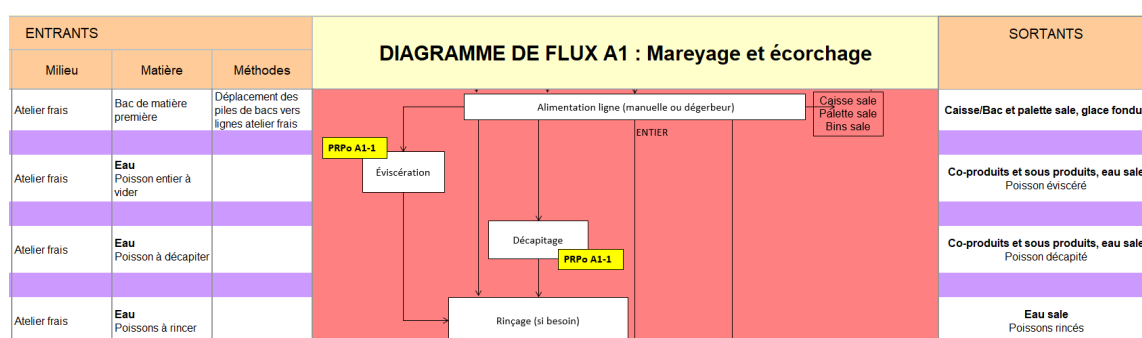 ENTRANTS
DIAGRAMME DE FLUX A1 : Mareyage et écorchage
SORTANTS
Milieu
Matière
Méthodes
Atelier frais
Bac de matière
première
Déplacement des
piles de bacs vers
lignes atelier frais
Alimentation ligne (manuelle ou dégerbeur)
Caisse sale
Palette sale
Bins sale
Caisse/Bac et palette sale, glace fondu
ENTIER
PRPo A1-1
Atelier frais
Eau
Poisson entier à
vider
Éviscération
Co-produits et sous produits, eau sale
Poisson éviscéré
Atelier frais
Eau
Poisson à décapiter
Décapitage
PRPo A1-1
Co-produits et sous produits, eau sale
Poisson décapité
Atelier frais
Eau
Poissons à rincer
Rinçage (si besoin)
Eau sale
Poissons rincés